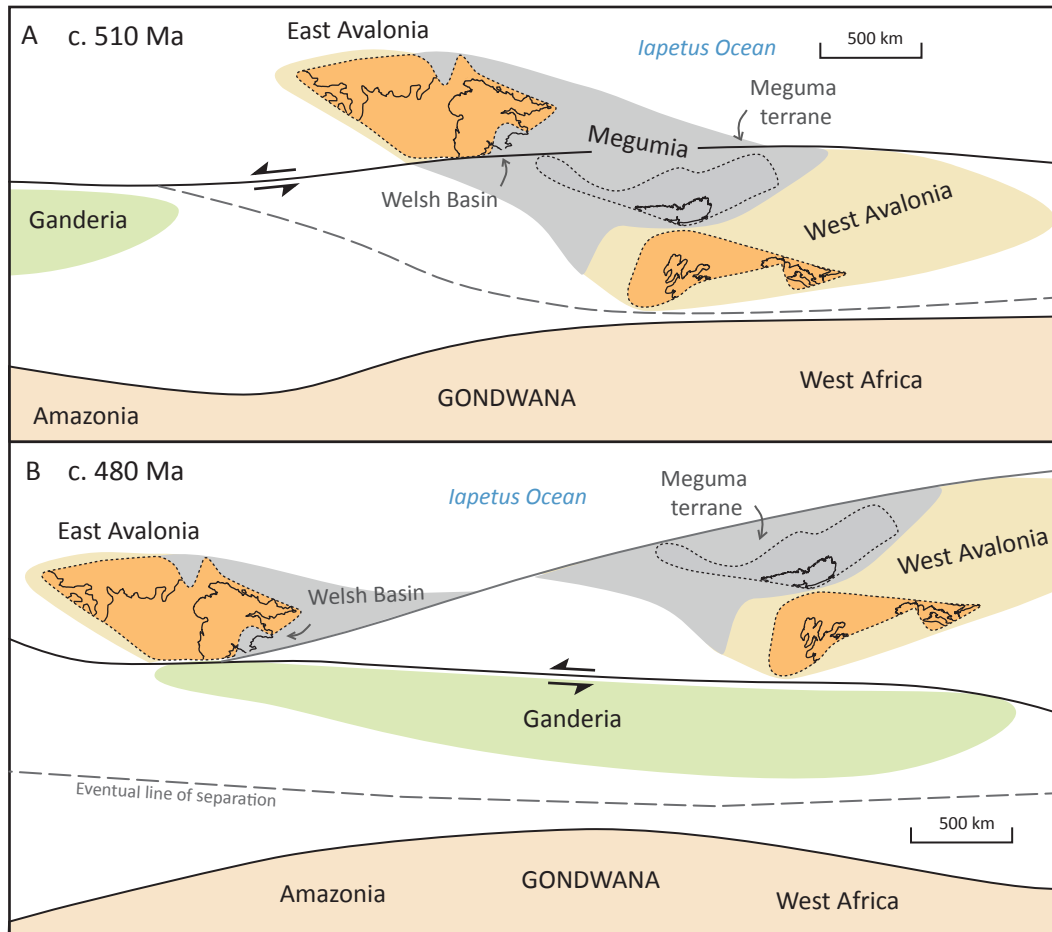 A c. 510 Ma
East Avalonia
Iapetus Ocean
500 km
Meguma
terrane
Megumia
Welsh Basin
Ganderia
West Avalonia
GONDWANA
West Africa
Amazonia
B c. 480 Ma
Iapetus Ocean
Meguma
terrane
East Avalonia
West Avalonia
Welsh Basin
Ganderia
Eventual line of separation
500 km
Amazonia
GONDWANA
West Africa